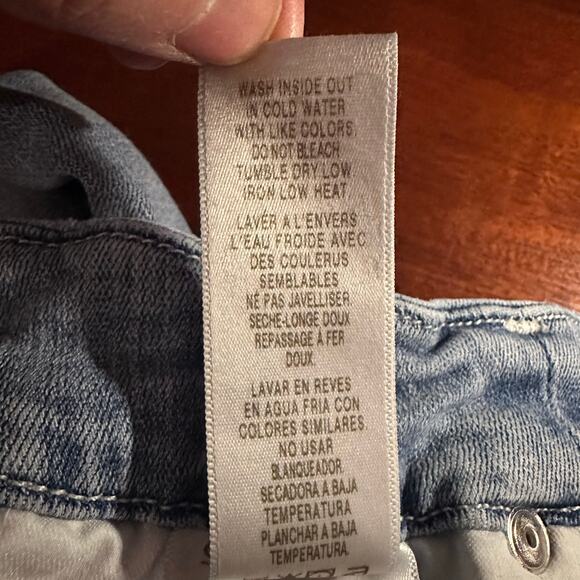 WASH INSIDE OUT
IN COLD WATER
WITH LIKE COLORS.
DO NOT BLEACH
TUMBLE DRY LOW
IRON LOW HEAT
LAVÉR A L'ENVERS
L'EAU FROIDE AVEC
DES COULERUS
SEMBLABLES
NÉ PAS JAVELLISER
SECHE-LONGE DOUX
REPASSAGE À FER
DOUX.
LAVAR EN REVES
EN AGUA FRIA CON
COLORES SIMILARES.
NO USAR
BLANQUEADOR
SECADORA A BAJA
TEMPERATURA
PLANCHAR A BAJA
TEMPERATURA.